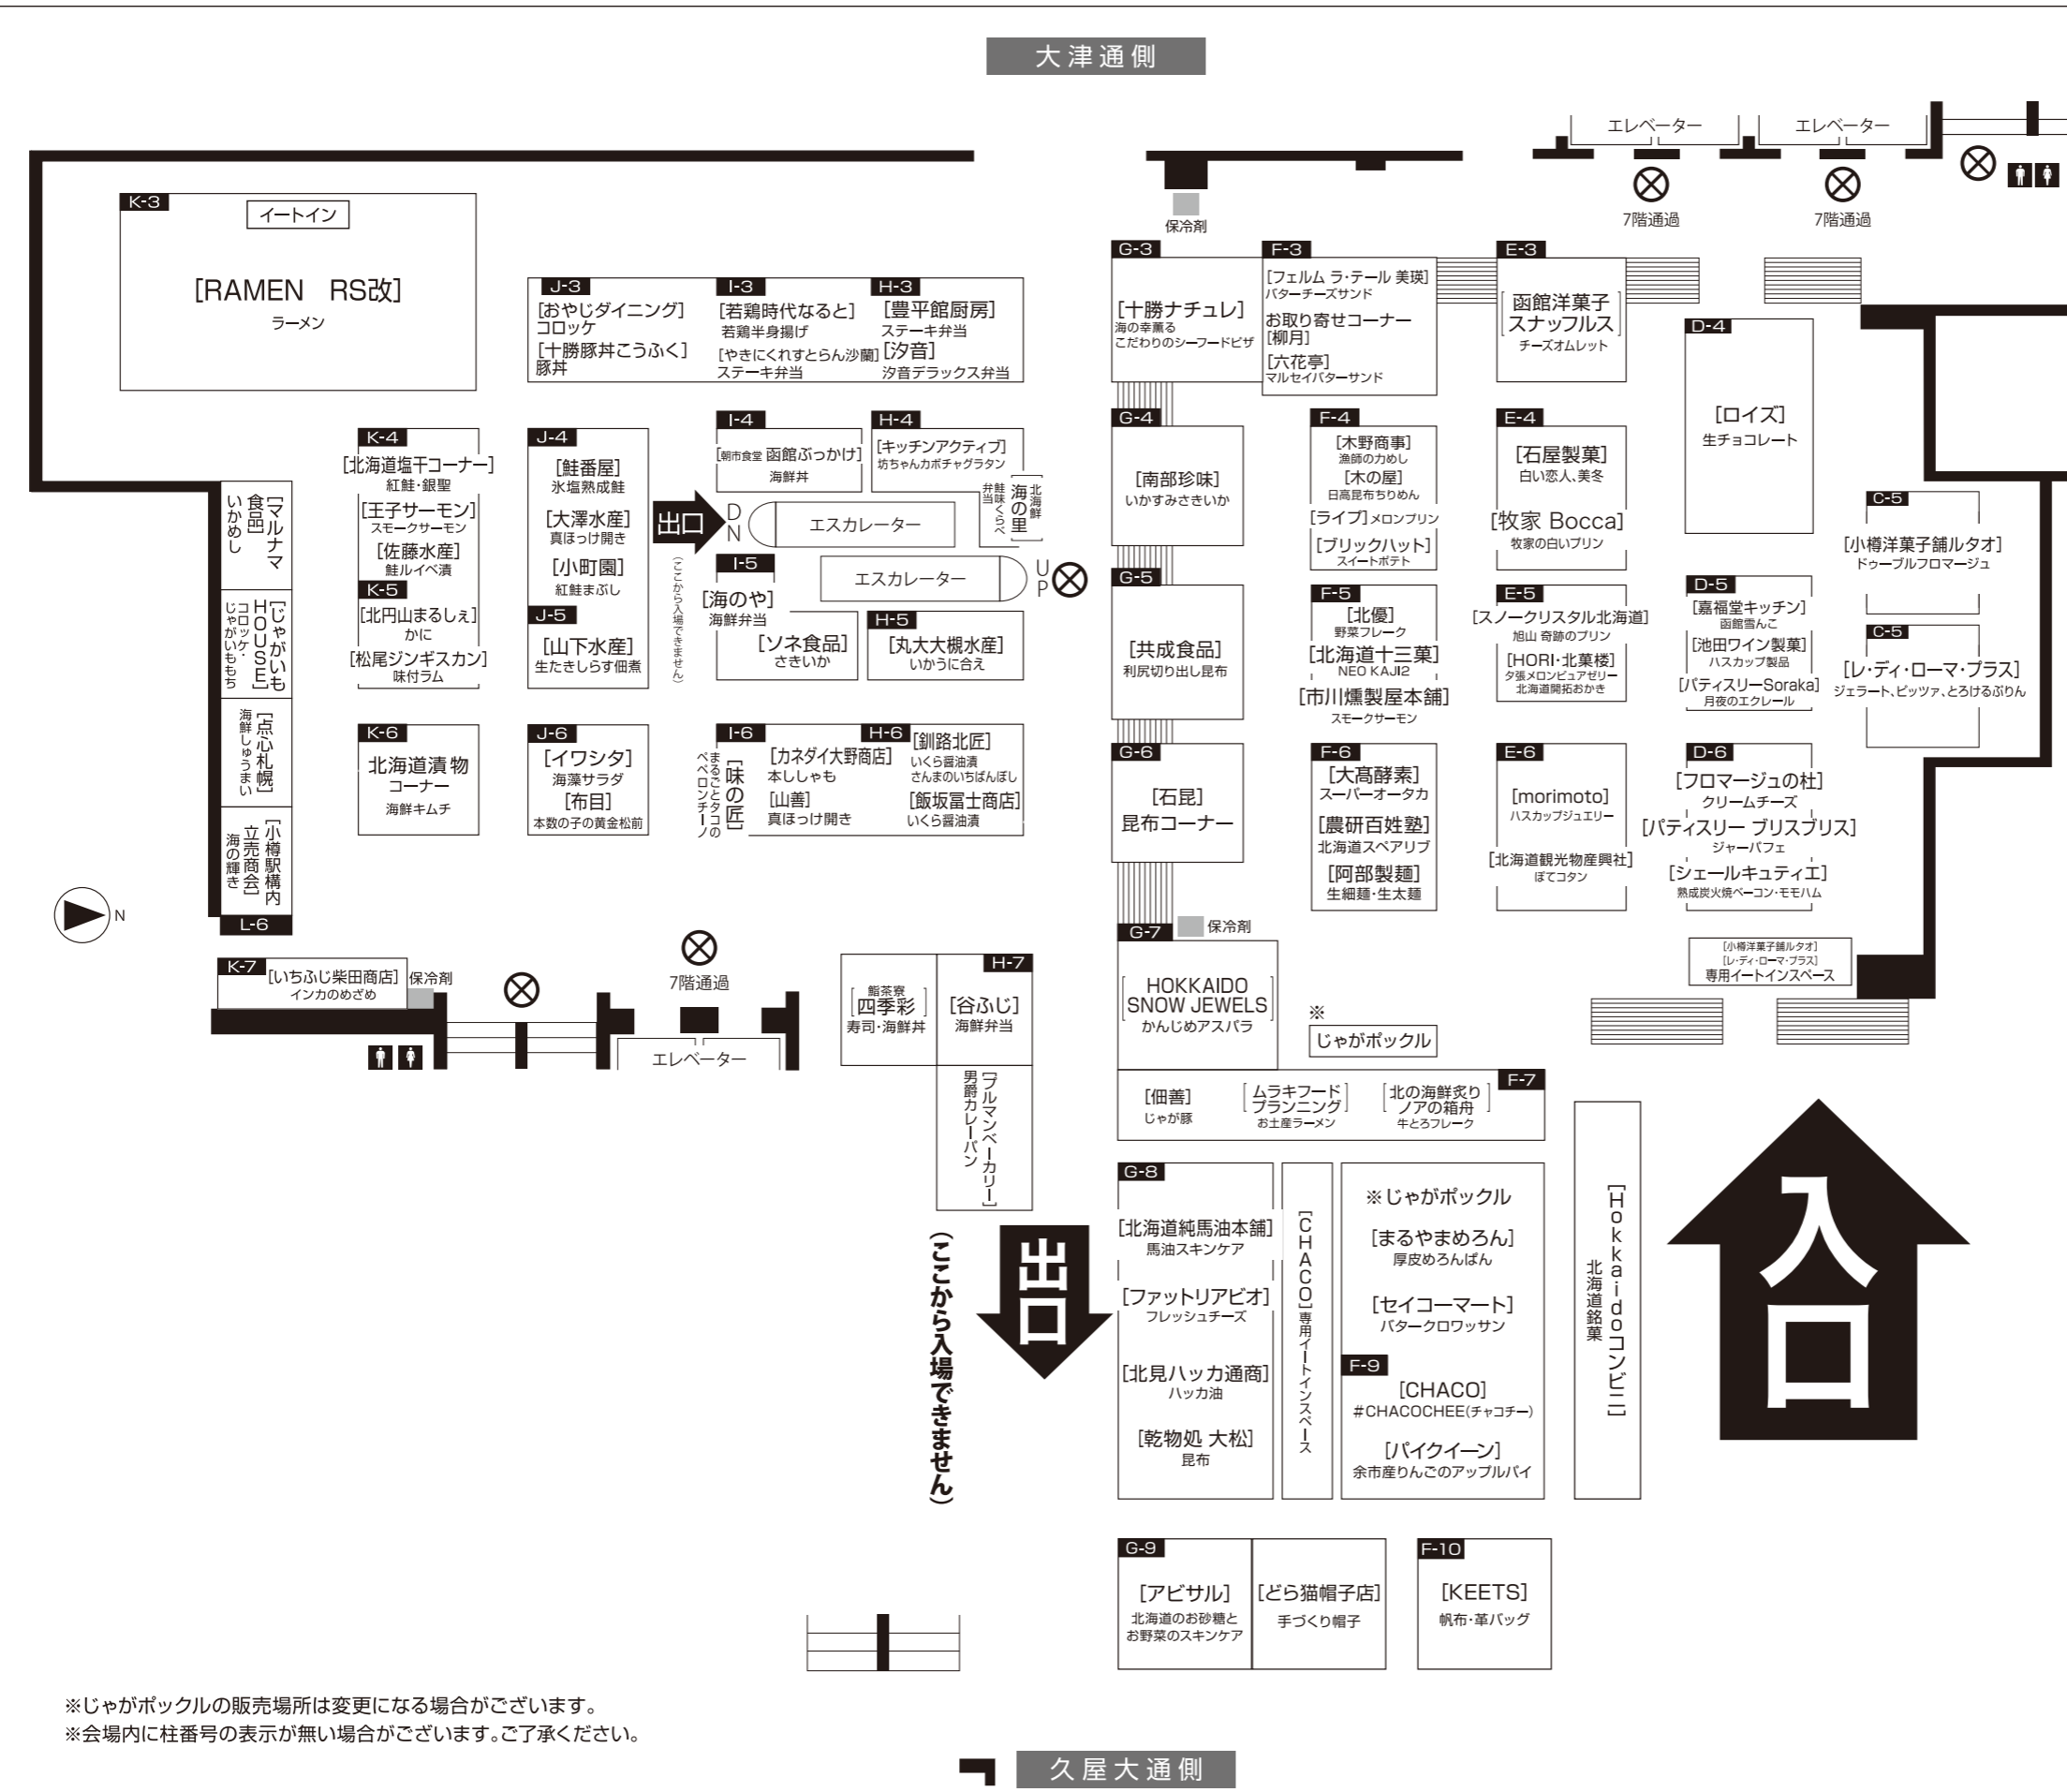 大津通側
エレベーター
エレベーター
7階通過
7階通過
保冷剤
K-3
イートイン
[RAMEN　RS改]
ラーメン
J-3
[おやじダイニング]
コロッケ
[十勝豚丼こうふく]
豚丼
I-3
[若鶏時代なると]
若鶏半身揚げ
[やきにくれすとらん沙蘭]
ステーキ弁当
H-3
[豊平館厨房]
ステーキ弁当
[汐音]
汐音デラックス弁当
G-3
[十勝ナチュレ]
海の幸薫る
こだわりのシーフードピザ
F-3
[フェルム ラ・テール 美瑛]
バターチーズサンド
お取り寄せコーナー
[柳月]
[六花亭]
マルセイバターサンド
E-3
[函館洋菓子
スナッフルス]
チーズオムレット
D-4
[ロイズ]
生チョコレート
K-4
[北海道塩干コーナー]
紅鮭・銀聖
[王子サーモン]
スモークサーモン
[佐藤水産]
鮭ルイベ漬
K-5
[北円山まるしぇ]
かに
[松尾ジンギスカン]
味付ラム
J-4
[鮭番屋]
氷塩熟成鮭
[大澤水産]
真ほっけ開き
[小町園]
紅鮭まぶし
J-5
[山下水産]
生たきしらす佃煮
出口
(ここから入場できません)
I-4
[朝市食堂 函館ぶっかけ]
海鮮丼
H-4
[キッチンアクティブ]
坊ちゃんカボチャグラタン
[北海鮮
海の里]
鮭味くらべ
弁当
DN
エスカレーター
エスカレーター
UP
I-5
[海のや]
海鮮弁当
[ソネ食品]
さきいか
H-5
[丸大大槻水産]
いかうに合え
G-4
[南部珍味]
いかすみさきいか
F-4
[木野商事]
漁師の力めし
[木の屋]
日高昆布ちりめん
[ライブ]メロンプリン
[ブリックハット]
スイートポテト
E-4
[石屋製菓]
白い恋人、美冬
[牧家 Bocca]
牧家の白いプリン
C-5
[小樽洋菓子舗ルタオ]
ドゥーブルフロマージュ
G-5
[共成食品]
利尻切り出し昆布
F-5
[北優]
野菜フレーク
[北海道十三菓]
NEO KAJI2
[市川燻製屋本舗]
スモークサーモン
E-5
[スノークリスタル北海道]
旭山 奇跡のプリン
[HORI・北菓楼]
夕張メロンピュアゼリー
北海道開拓おかき
D-5
[嘉福堂キッチン]
函館雪んこ
[池田ワイン製菓]
ハスカップ製品
[パティスリーSoraka]
月夜のエクレール
C-5
[レ・ディ・ローマ・プラス]
ジェラート、ピッツァ、とろけるぷりん
[マルナマ
食品]
いかめし
[じゃがいも
HOUSE]
コロッケ・
じゃがいももち
[点心札幌]
海鮮しゅうまい
[小樽駅構内
立売商会]
海の輝き
L-6
K-6
北海道漬物
コーナー
海鮮キムチ
J-6
[イワシタ]
海藻サラダ
[布目]
本数の子の黄金松前
I-6
[味の匠]
まるごとタコの
ペペロンチーノ
[カネダイ大野商店]
本ししゃも
[山善]
真ほっけ開き
H-6
[釧路北匠]
いくら醤油漬
さんまのいちばんぼし
[飯坂冨士商店]
いくら醤油漬
G-6
[石昆]
昆布コーナー
F-6
[大髙酵素]
スーパーオータカ
[農研百姓塾]
北海道スペアリブ
[阿部製麺]
生細麺・生太麺
E-6
[morimoto]
ハスカップジュエリー
[北海道観光物産興社]
ぽてコタン
D-6
[フロマージュの杜]
クリームチーズ
[パティスリー ブリスブリス]
ジャーパフェ
[シェールキュティエ]
熟成炭火焼ベーコン・モモハム
[小樽洋菓子舗ルタオ]
[レ・ディ・ローマ・プラス]
専用イートインスペース
N
K-7
[いちふじ柴田商店]
インカのめざめ
保冷剤
7階通過
エレベーター
[鮨茶寮
四季彩]
寿司・海鮮丼
H-7
[谷ふじ]
海鮮弁当
[ブルマンベーカリー]
男爵カレーパン
G-7
保冷剤
[HOKKAIDO
SNOW JEWELS]
かんじめアスパラ
※
じゃがポックル
F-7
[佃善]
じゃが豚
[ムラキフード
プランニング]
お土産ラーメン
[北の海鮮炙り
ノアの箱舟]
牛とろフレーク
出口
(ここから入場できません)
G-8
[北海道純馬油本舗]
馬油スキンケア
[ファットリアビオ]
フレッシュチーズ
[北見ハッカ通商]
ハッカ油
[乾物処 大松]
昆布
[CHACO]専用イートインスペース
※じゃがポックル
[まるやまめろん]
厚皮めろんぱん
[セイコーマート]
バタークロワッサン
F-9
[CHACO]
#CHACOCHEE(チャコチー)
[パイクイーン]
余市産りんごのアップルパイ
[Hokkaidoコンビニ]
北海道銘菓
入口
G-9
[アビサル]
北海道のお砂糖と
お野菜のスキンケア
[どら猫帽子店]
手づくり帽子
F-10
[KEETS]
帆布・革バッグ
※じゃがポックルの販売場所は変更になる場合がございます。
※会場内に柱番号の表示が無い場合がございます。ご了承ください。
久屋大通側